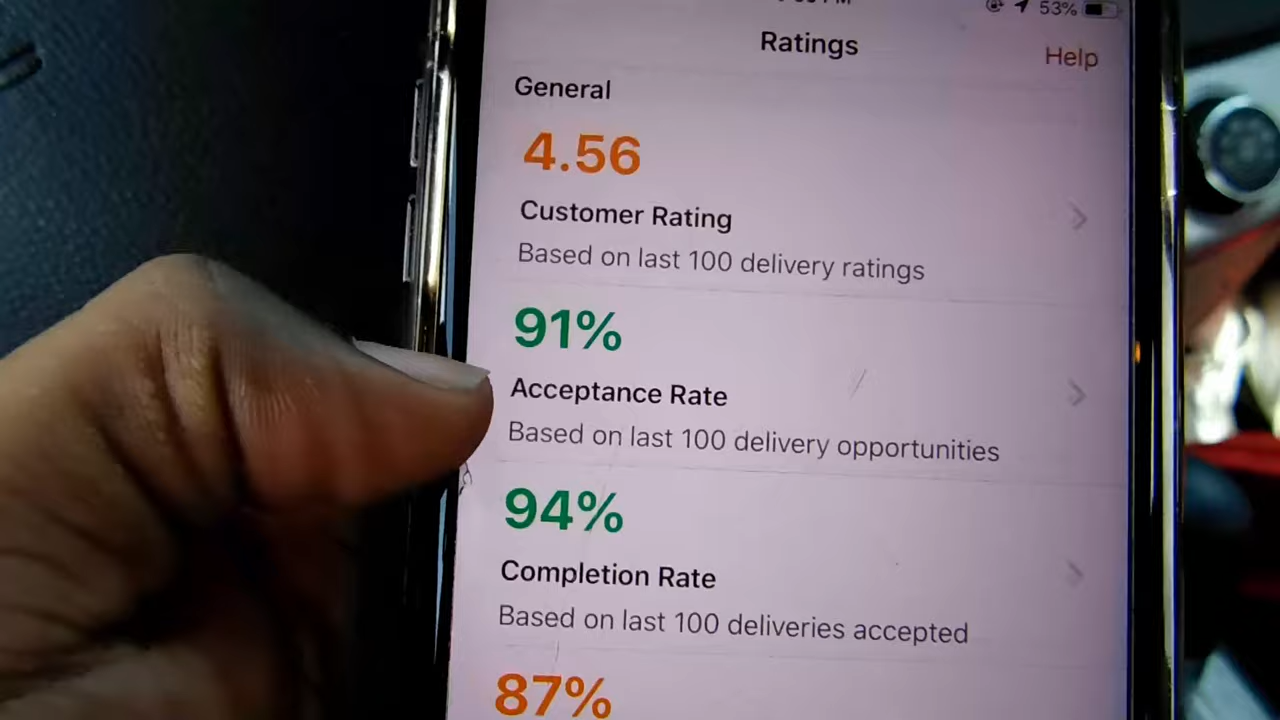 53%
Ratings
Help
General
4.56
Customer Rating
Based on last 100 delivery ratings
91%
Acceptance Rate
Based on last 100 delivery opportunities
94%
Completion Rate
Based on last 100 deliveries accepted
87%